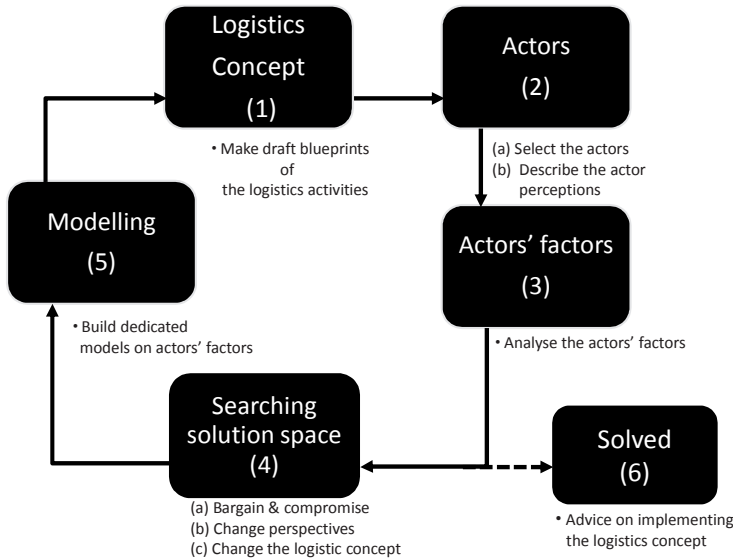 Logistics
Concept
(1)
• Make draft blueprints
of
the logistics activities
Actors
(2)
(a) Select the actors
(b) Describe the actor
perceptions
Actors’ factors
(3)
• Analyse the actors’ factors
Searching
solution space
(4)
(a) Bargain & compromise
(b) Change perspectives
(c) Change the logistic concept
Modelling
(5)
• Build dedicated
models on actors’ factors
Solved
(6)
• Advice on implementing
the logistics concept